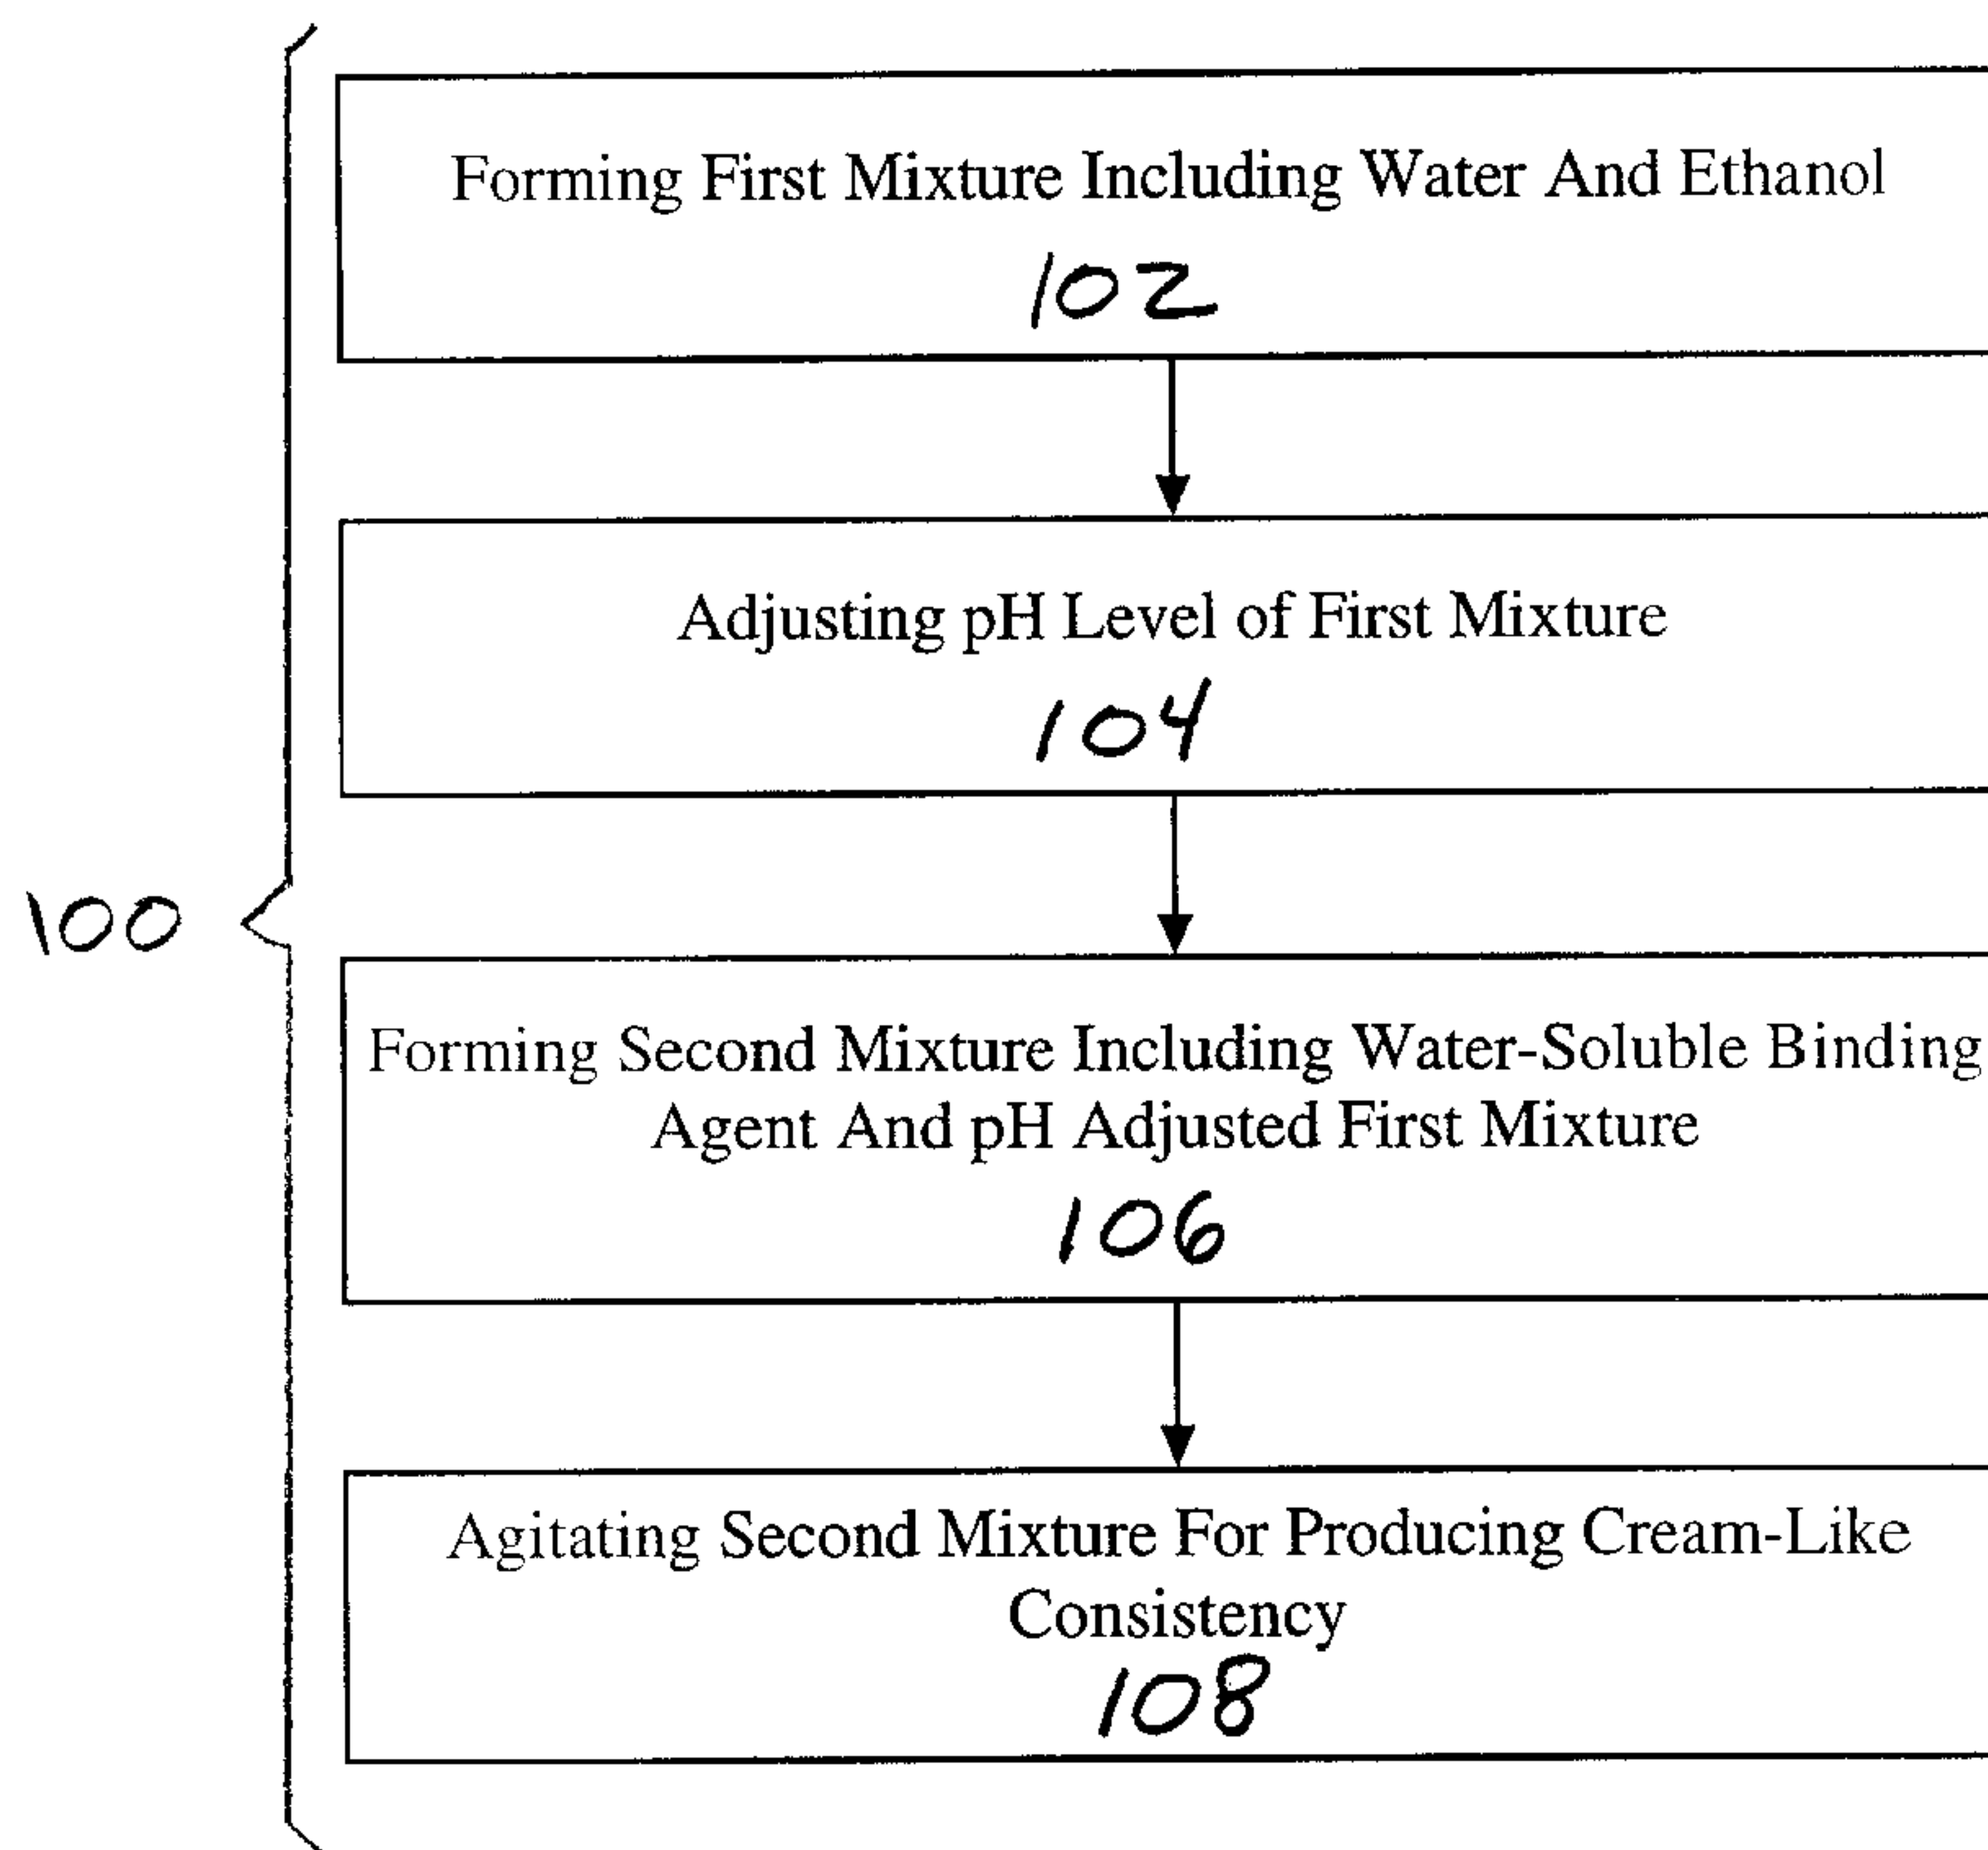 Forming First Mixture Including Water And Ethanol
102
Adjusting pH Level of First Mixture
104
100
Forming Second Mixture Including Water-Soluble Binding
Agent And pH Adjusted First Mixture
106
Agitating Second Mixture For Producing Cream-Like
Consistency
108